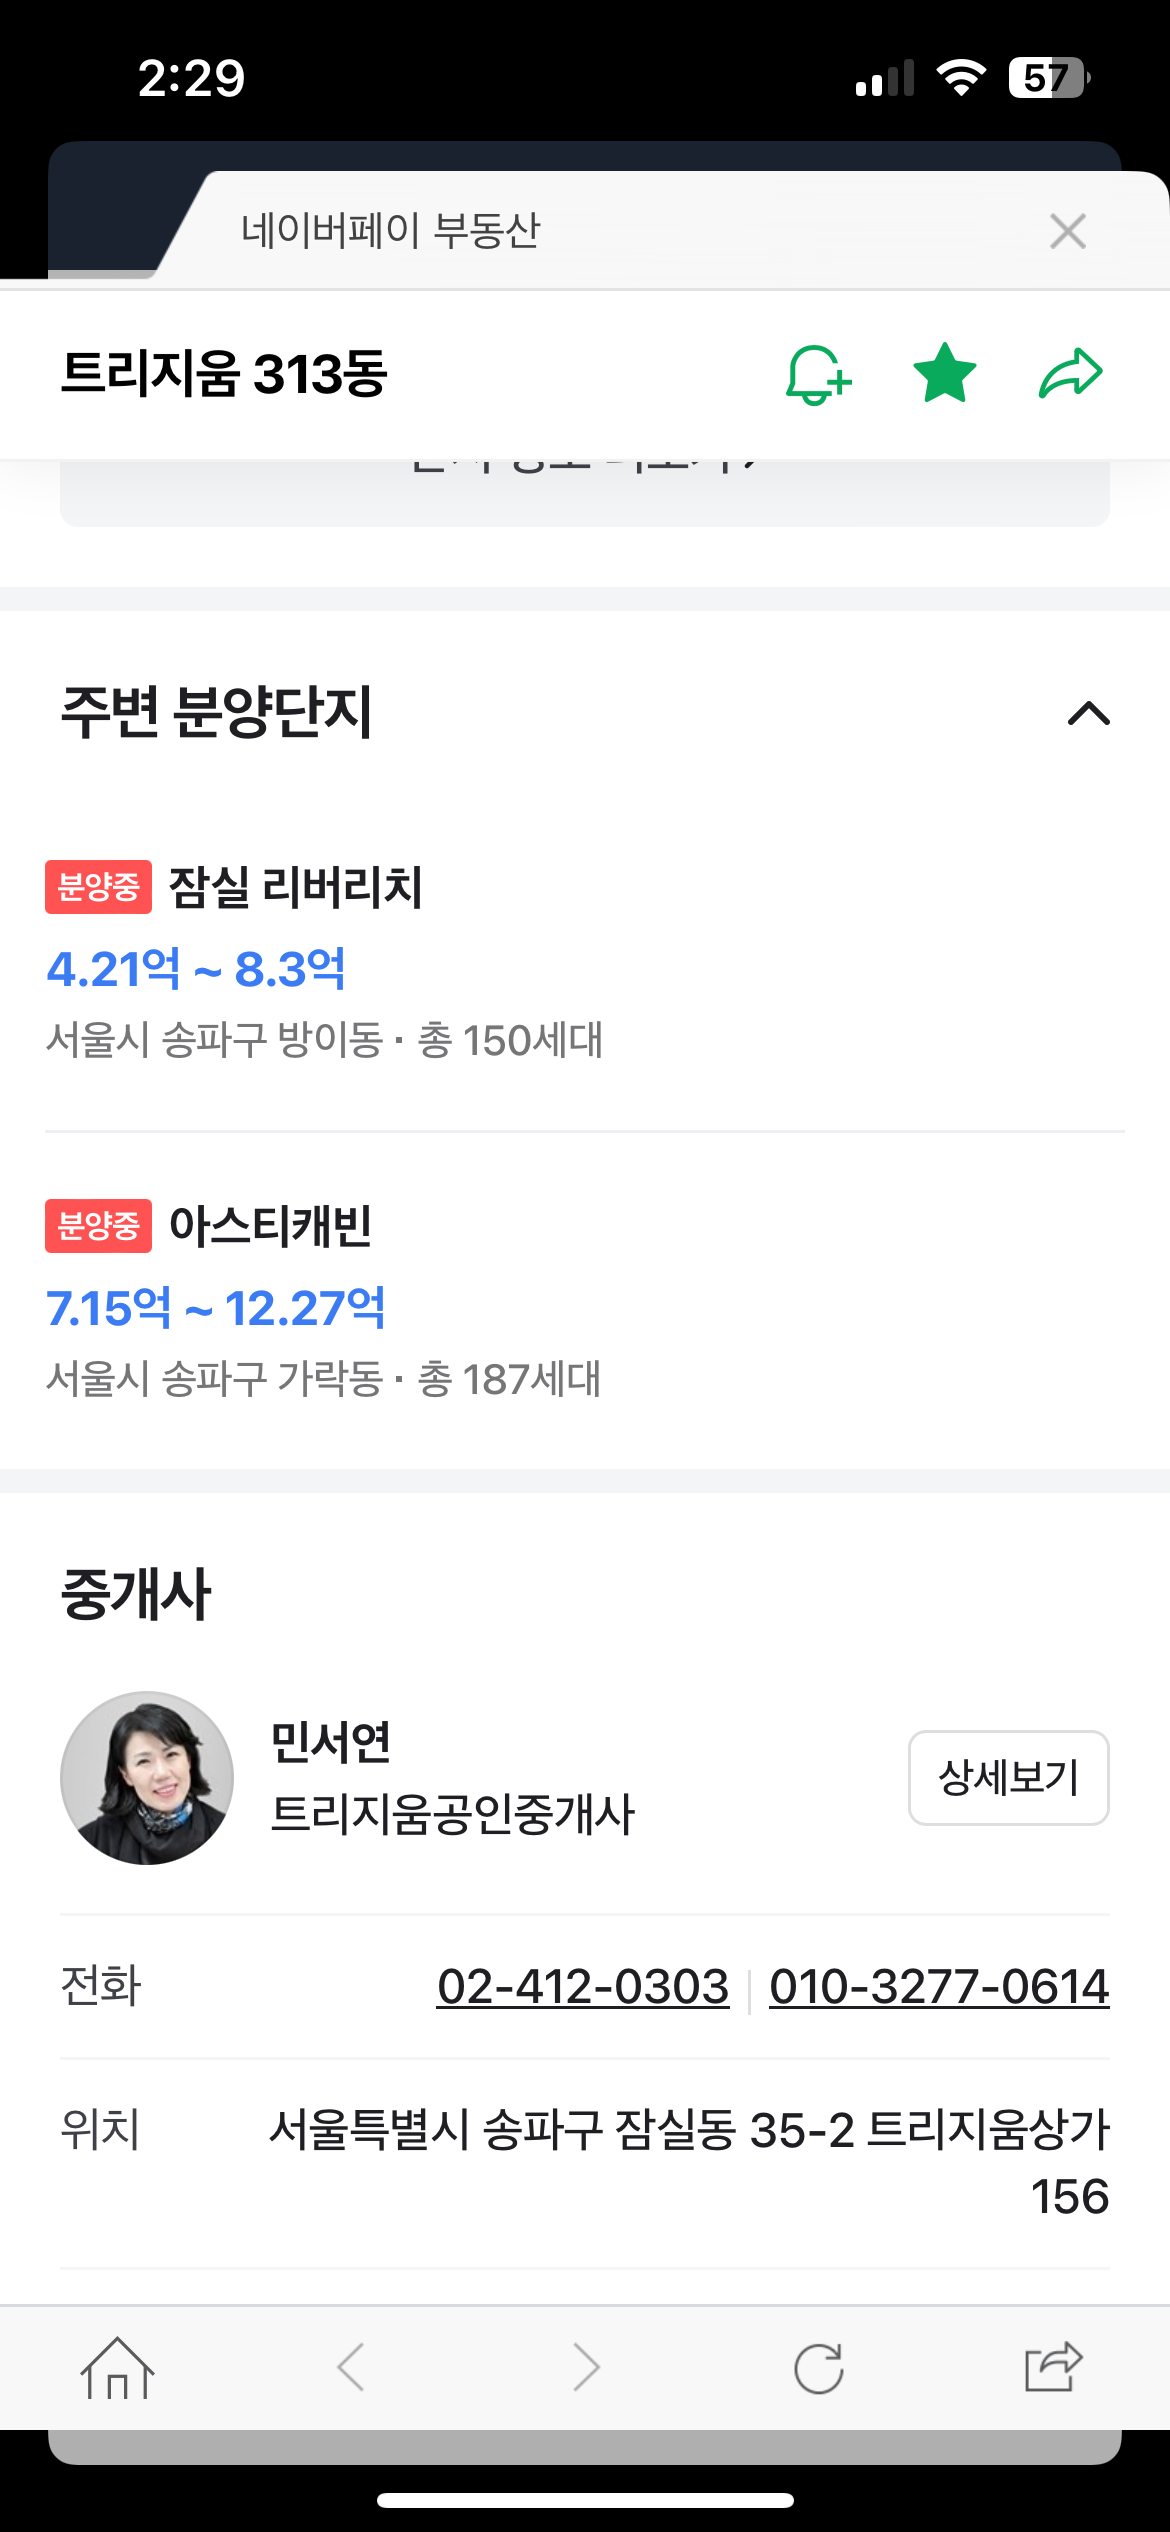 2:29
57
네이버페이 부동산
트리지움 313동
주변 분양단지
분양중 잠실 리버리치
4.21억 ~ 8.3억
서울시 송파구 방이동 · 총 150세대
분양중 아스티캐빈
7.15억 ~ 12.27억
서울시 송파구 가락동 · 총 187세대
중개사
민서연
트리지움공인중개사
상세보기
전화
02-412-0303 010-3277-0614
위치
서울특별시 송파구 잠실동 35-2 트리지움상가
156